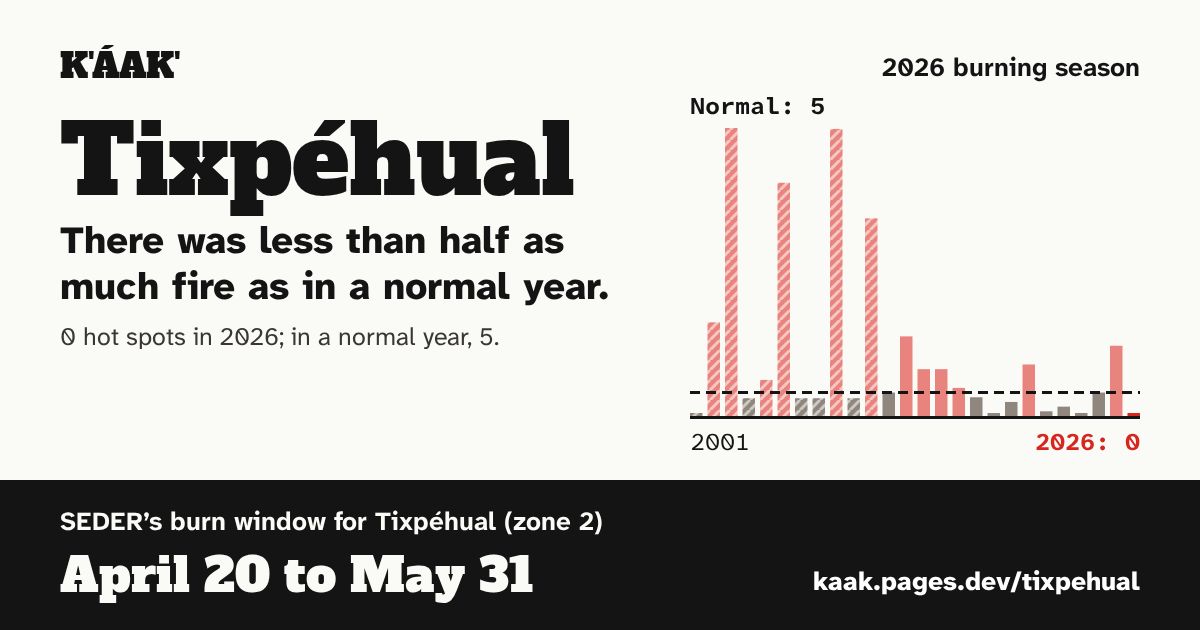 K'ÁAK'
2026 burning season
Tixpéhual
There was less than half as
much fire as in a normal year.
0 hot spots in 2026; in a normal year, 5.
Normal: 5
2001
2026: 0
SEDER’s burn window for Tixpéhual (zone 2)
April 20 to May 31
kaak.pages.dev/tixpehual